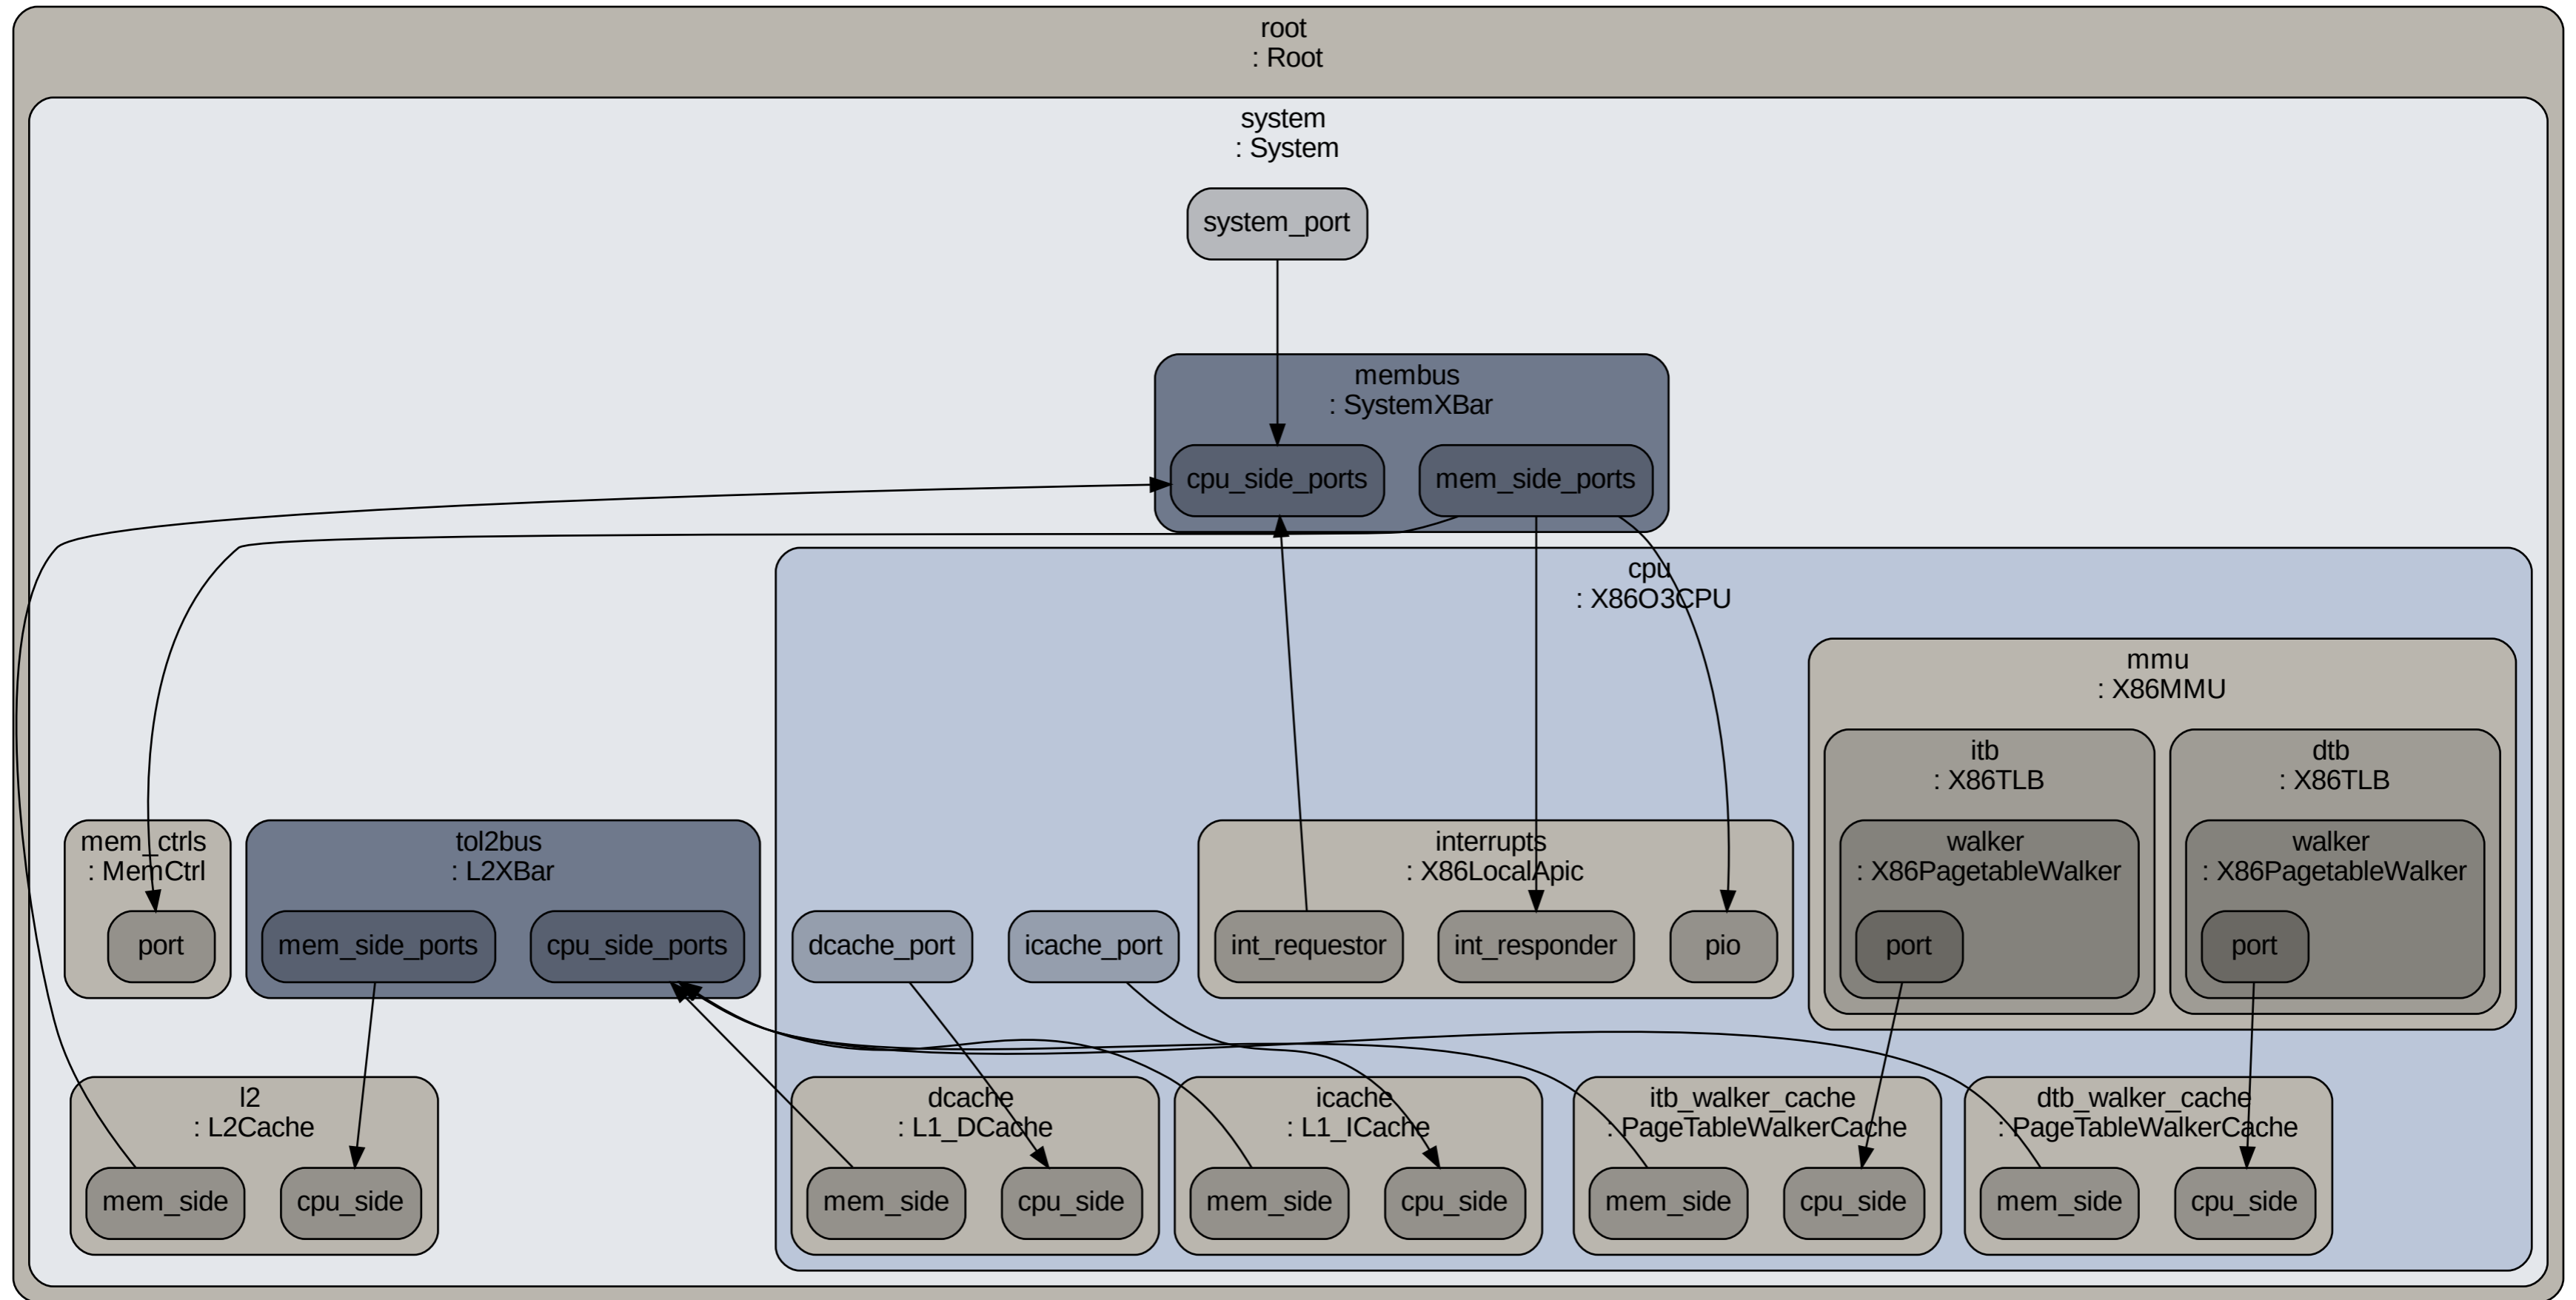 root
: Root
system
: System
system_port
membus
: SystemXBar
cpu_side_ports
mem_side_ports
cpu
: X86O3CPU
mmu
: X86MMU
itb
: X86TLB
dtb
: X86TLB
mem_ctrls
: MemCtrl
tol2bus
: L2XBar
interrupts
: X86LocalApic
walker
: X86PagetableWalker
walker
: X86PagetableWalker
port
mem_side_ports
cpu_side_ports
dcache_port
icache_port
int_requestor
int_responder
pio
port
port
l2
: L2Cache
dcache
: L1_DCache
icache
: L1_ICache
itb_walker_cache
: PageTableWalkerCache
dtb_walker_cache
: PageTableWalkerCache
mem_side
cpu_side
mem_side
cpu_side
mem_side
cpu_side
mem_side
cpu_side
mem_side
cpu_side